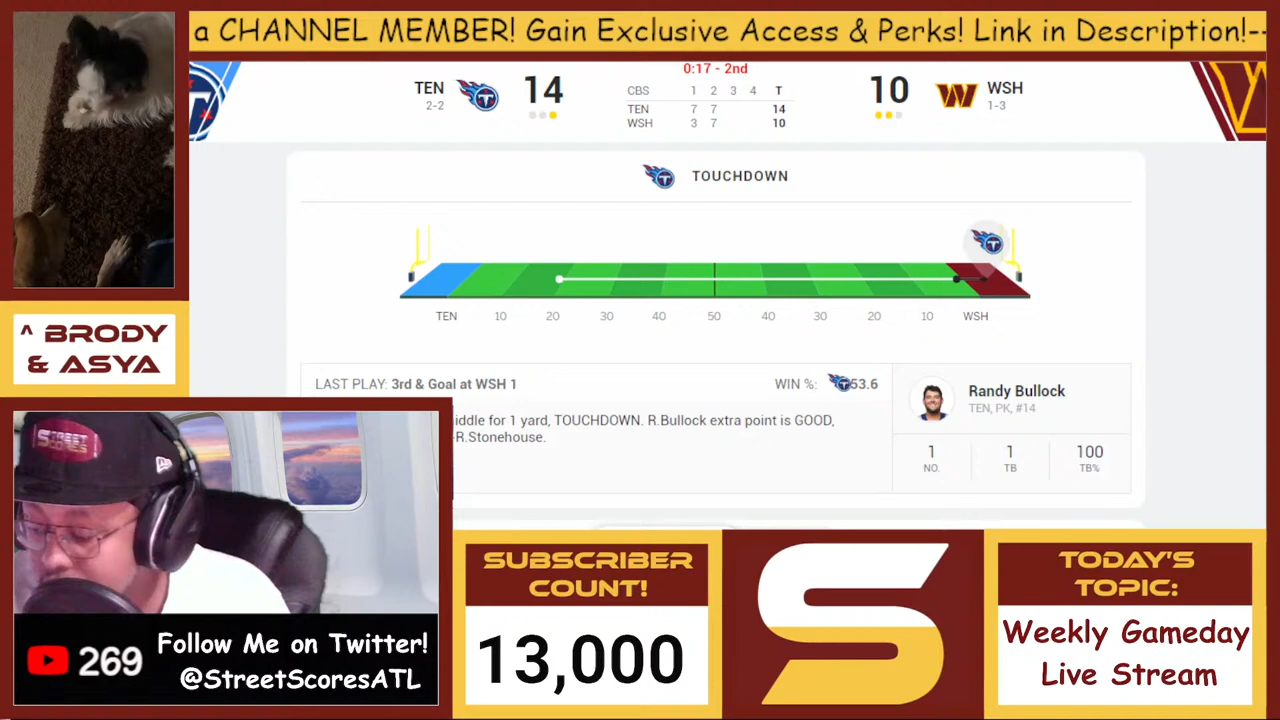 a CHANNEL MEMBER! Gain Exclusive Access & Perks! Link in Description!--
TEN
2-2
14
0:17 - 2nd
CBS 1 2 3 4 T
TEN 7 7 14
WSH 3 7 10
10
WSH
1-3
TOUCHDOWN
TEN 10 20 30 40 50 40 30 20 10 WSH
LAST PLAY: 3rd & Goal at WSH 1
WIN %: 53.6
iddle for 1 yard, TOUCHDOWN. R.Bullock extra point is GOOD,
-R.Stonehouse.
Randy Bullock
TEN, PK, #14
1 1 100
NO. TB TB%
^ BRODY
& ASYA
STREET
SCORES
269
Follow Me on Twitter!
@StreetScoresATL
SUBSCRIBER
COUNT!
13,000
S
TODAY'S
TOPIC:
Weekly Gameday
Live Stream